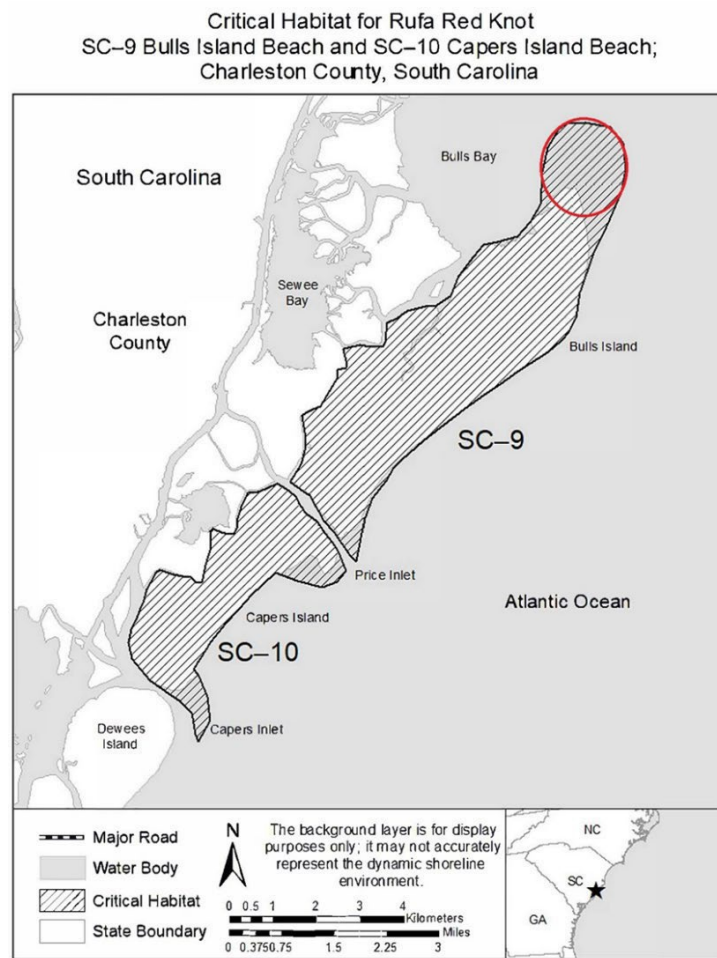 Critical Habitat for Rufa Red Knot
SC–9 Bulls Island Beach and SC–10 Capers Island Beach;
Charleston County, South Carolina
Bulls Bay
South Carolina
Sewee
Bay
Charleston
County
Bulls Island
SC–9
Price Inlet
Atlantic Ocean
Capers Island
SC–10
Dewees
Island
Capers Inlet
Major Road
Water Body
Critical Habitat
State Boundary
N
The background layer is for display
purposes only; it may not accurately
represent the dynamic shoreline
environment.
0 0.5 1 2 3 4
Kilometers
Miles
0 0.375 0.75 1.5 2.25 3
NC
SC
GA